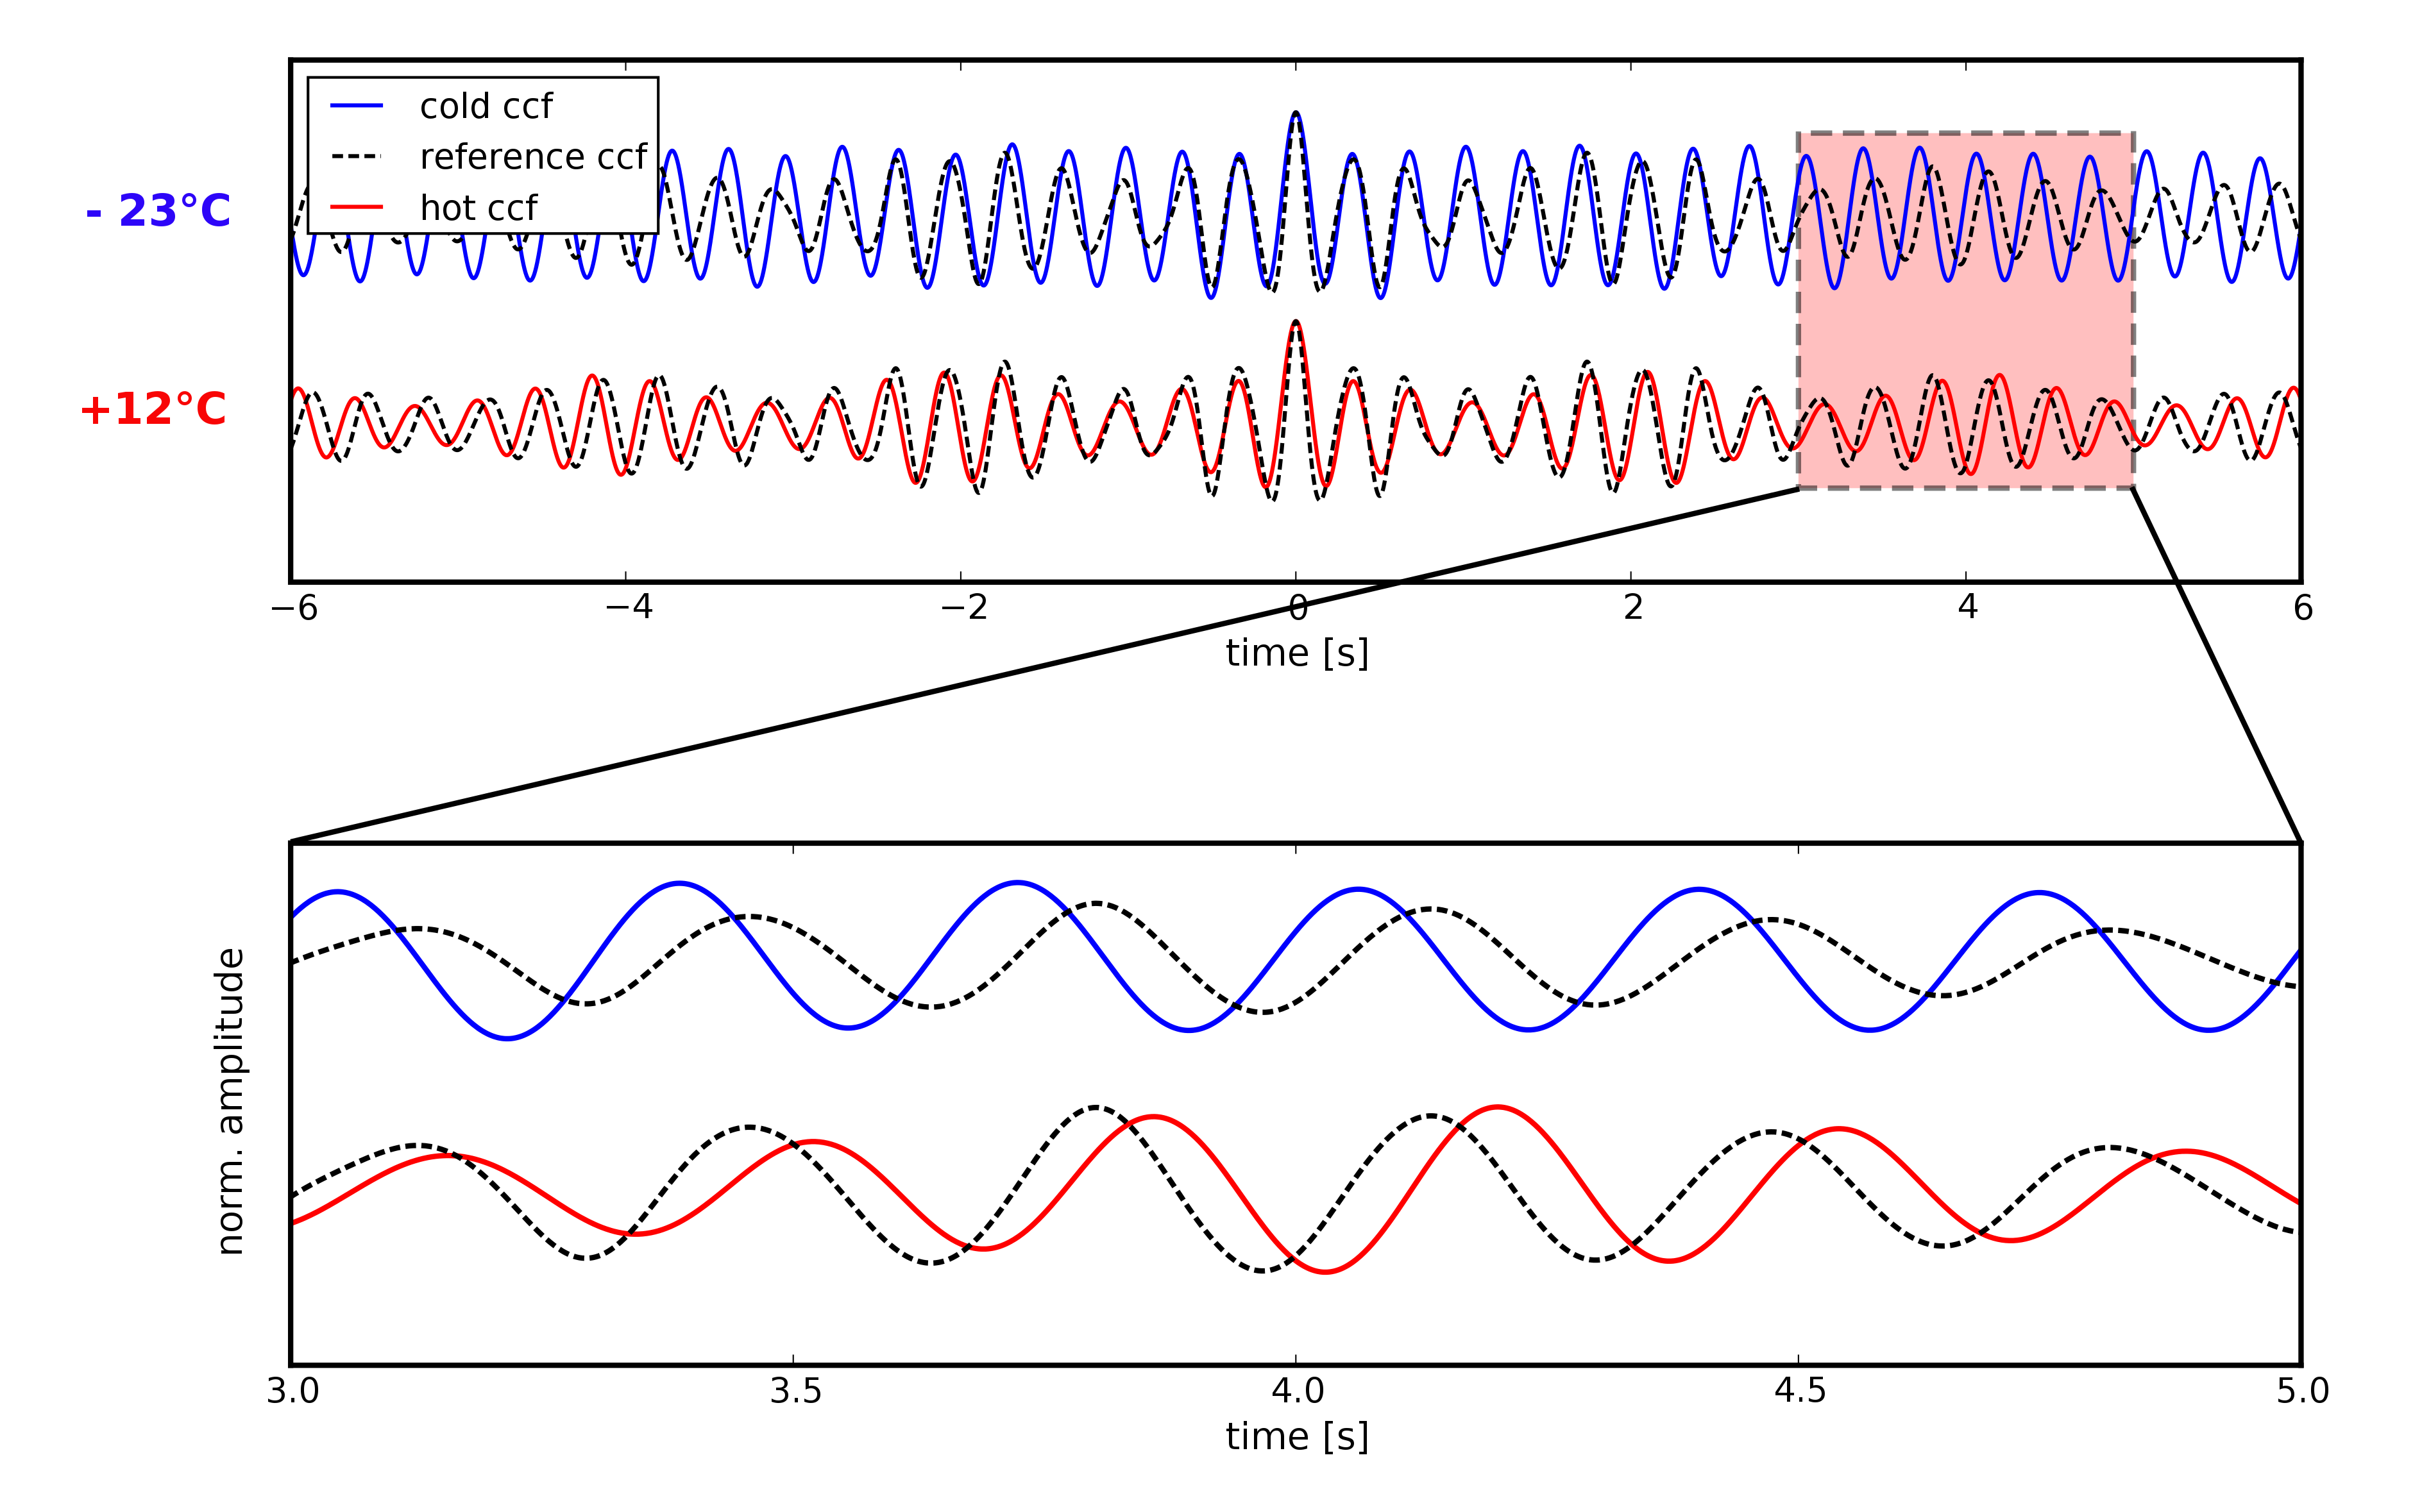 cold ccf
reference ccf
hot ccf
- 23°C
+12°C
−6 −4 −2 0 2 4 6
time [s]
norm. amplitude
3.0 3.5 4.0 4.5 5.0
time [s]